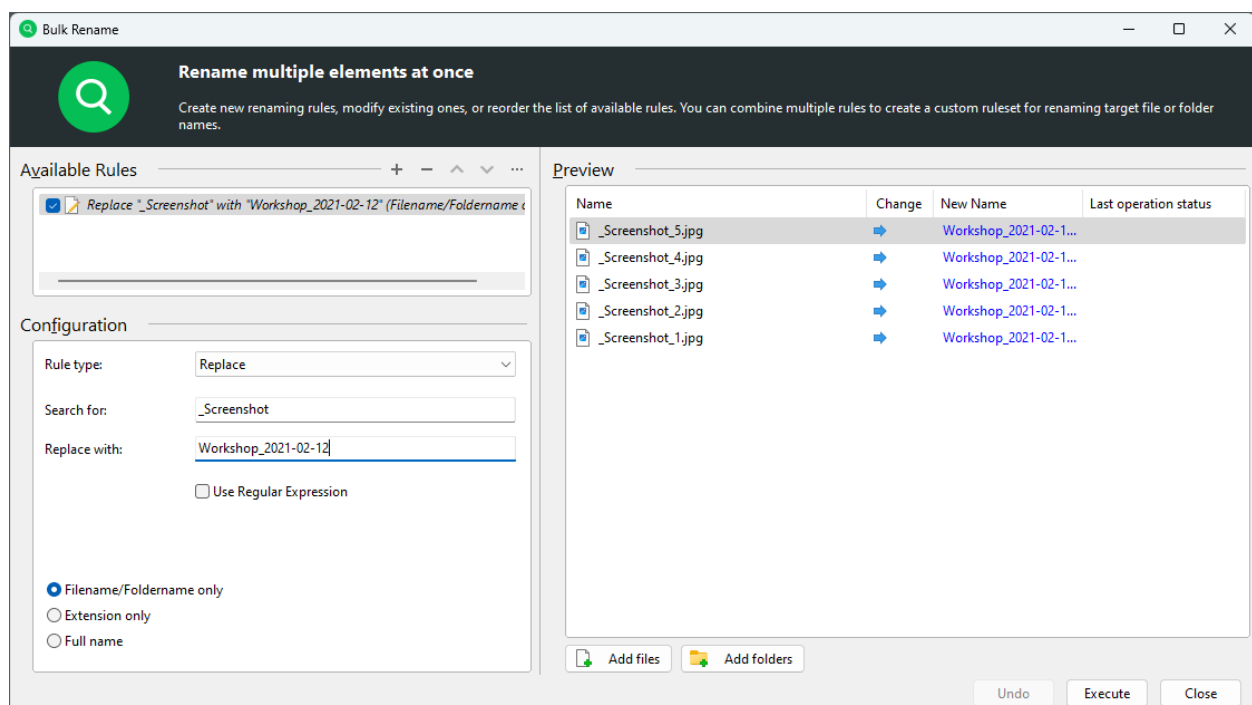 Bulk Rename
Rename multiple elements at once
Create new renaming rules, modify existing ones, or reorder the list of available rules. You can combine multiple rules to create a custom ruleset for renaming target file or folder
names.
Available Rules
Replace "_Screenshot" with "Workshop_2021-02-12" (Filename/Foldername
Configuration
Rule type:
Replace
Search for:
_Screenshot
Replace with:
Workshop_2021-02-12
Use Regular Expression
Filename/Foldername only
Extension only
Full name
Preview
Name Change New Name Last operation status
_Screenshot_5.jpg Workshop_2021-02-1...
_Screenshot_4.jpg Workshop_2021-02-1...
_Screenshot_3.jpg Workshop_2021-02-1...
_Screenshot_2.jpg Workshop_2021-02-1...
_Screenshot_1.jpg Workshop_2021-02-1...
Add files Add folders
Undo Execute Close